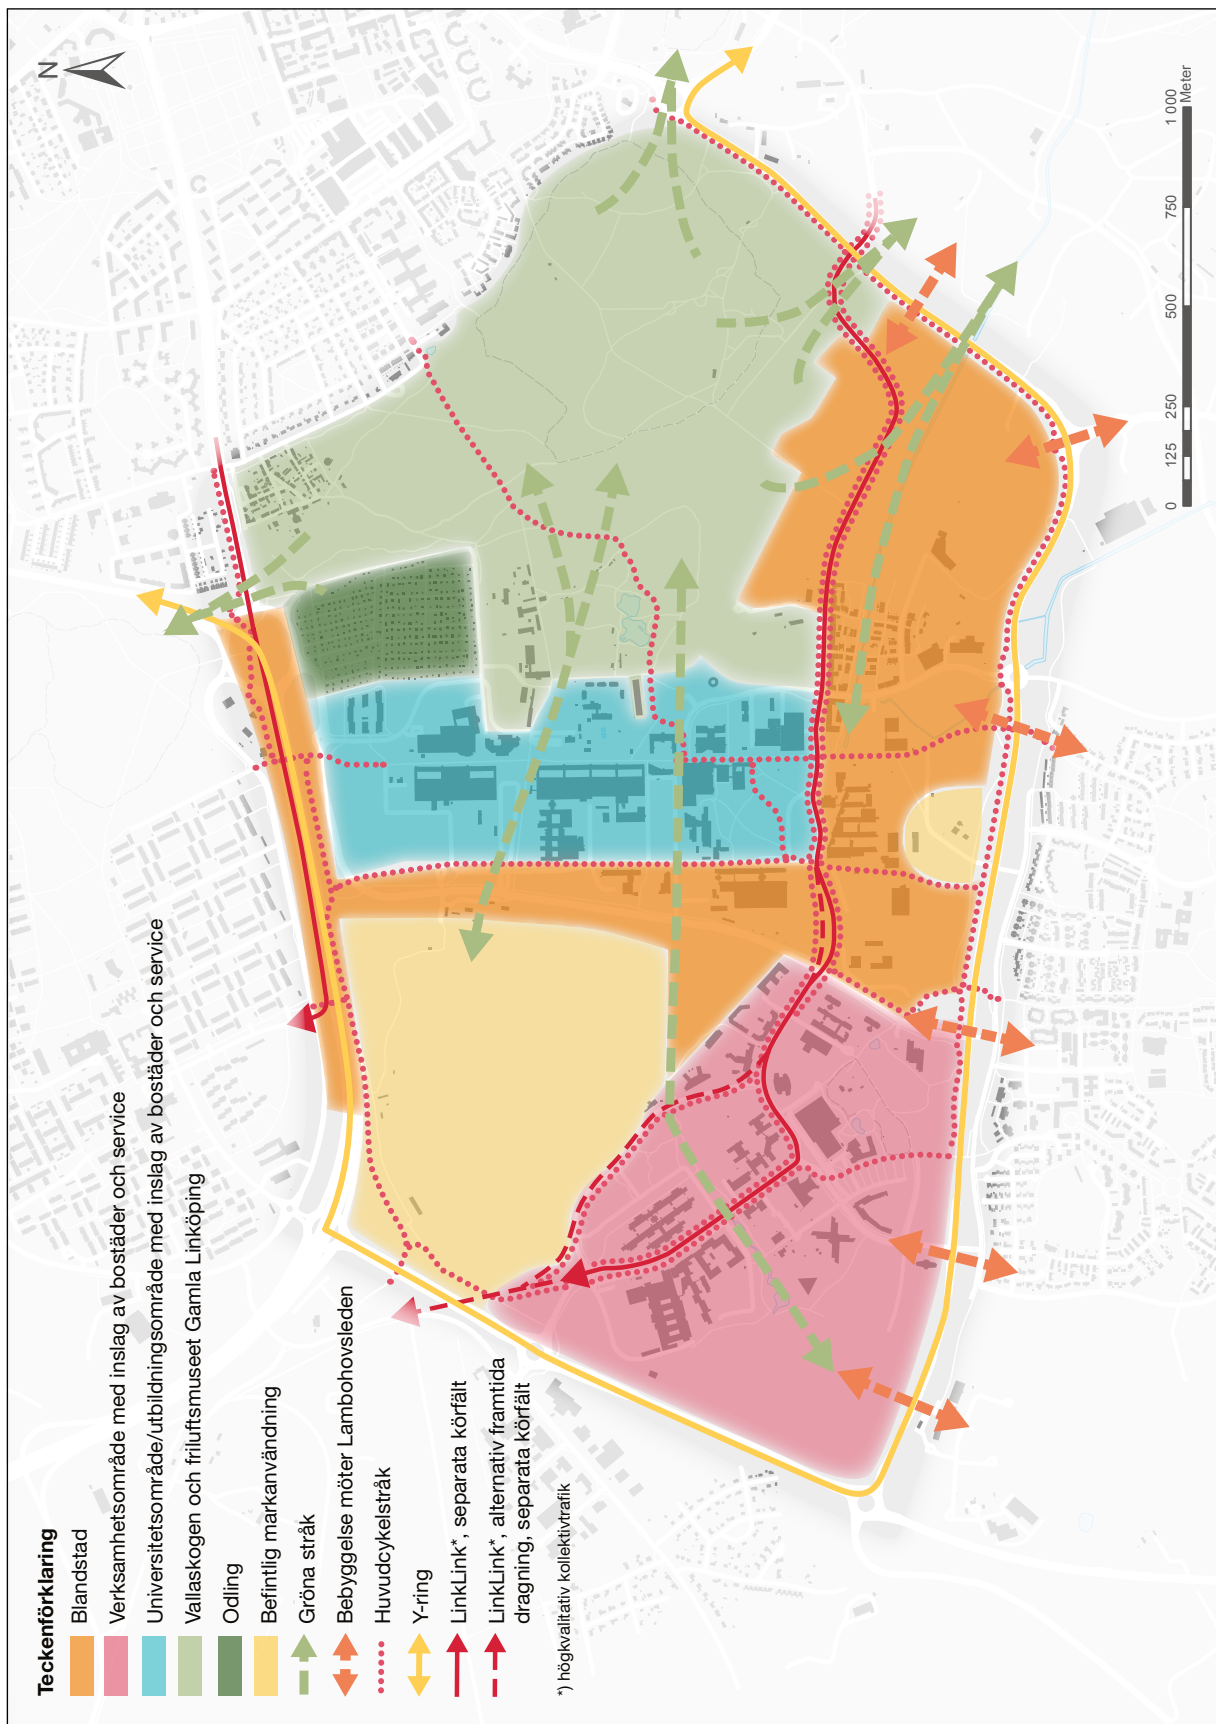 Teckenförklaring
Blandstad
Verksamhetsområde med inslag av bostäder och service
Universitetsområde/utbildningsområde med inslag av bostäder och service
Vallaskogen och friluftsmuseet Gamla Linköping
Odling
Befintlig markanvändning
Gröna stråk
Bebyggelse möter Lambohovsleden
Huvudcykelstråk
Y-ring
LinkLink*, separata körfält
LinkLink*, alternativ framtida
dragning, separata körfält
*) högkvalitativ kollektivtrafik
N
0 125 250 500 750 1 000
Meter